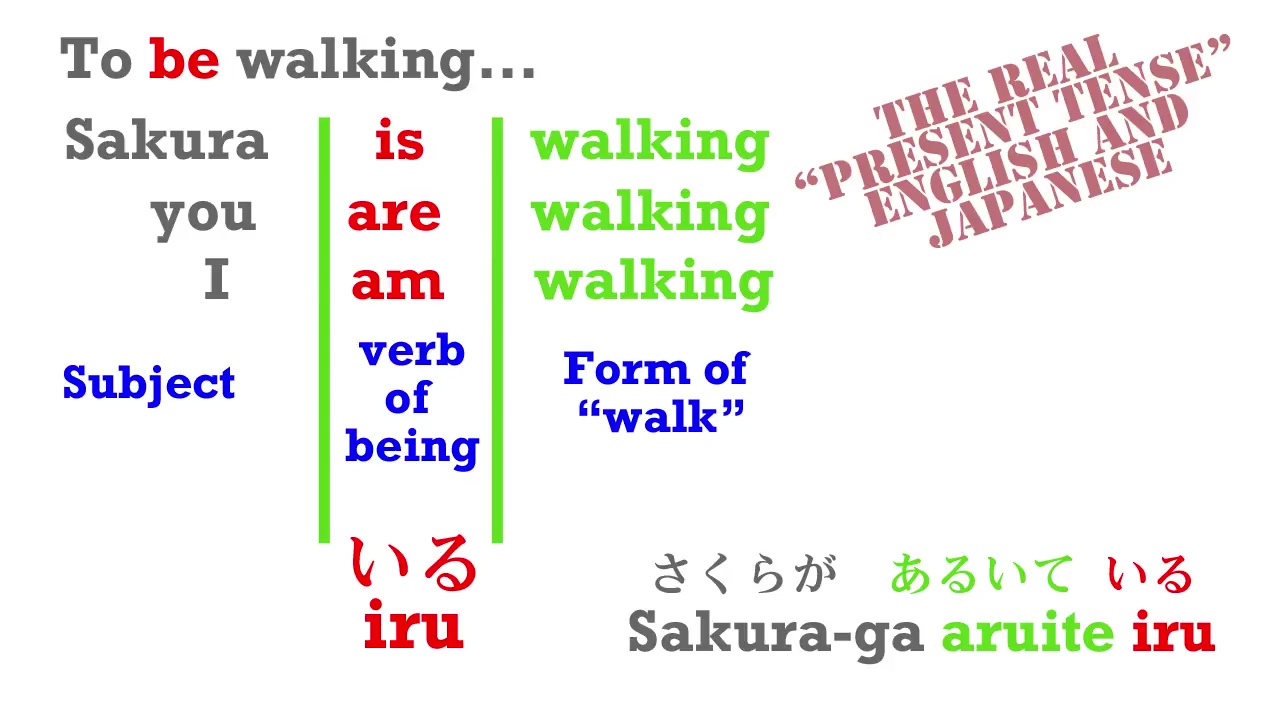 To be walking...
THE REAL
“PRESENT TENSE”
ENGLISH AND
JAPANESE
Sakura is walking
you are walking
I am walking
Subject
verb
of
being
Form of
“walk”
いる
iru
さくらが あるいて いる
Sakura-ga aruite iru